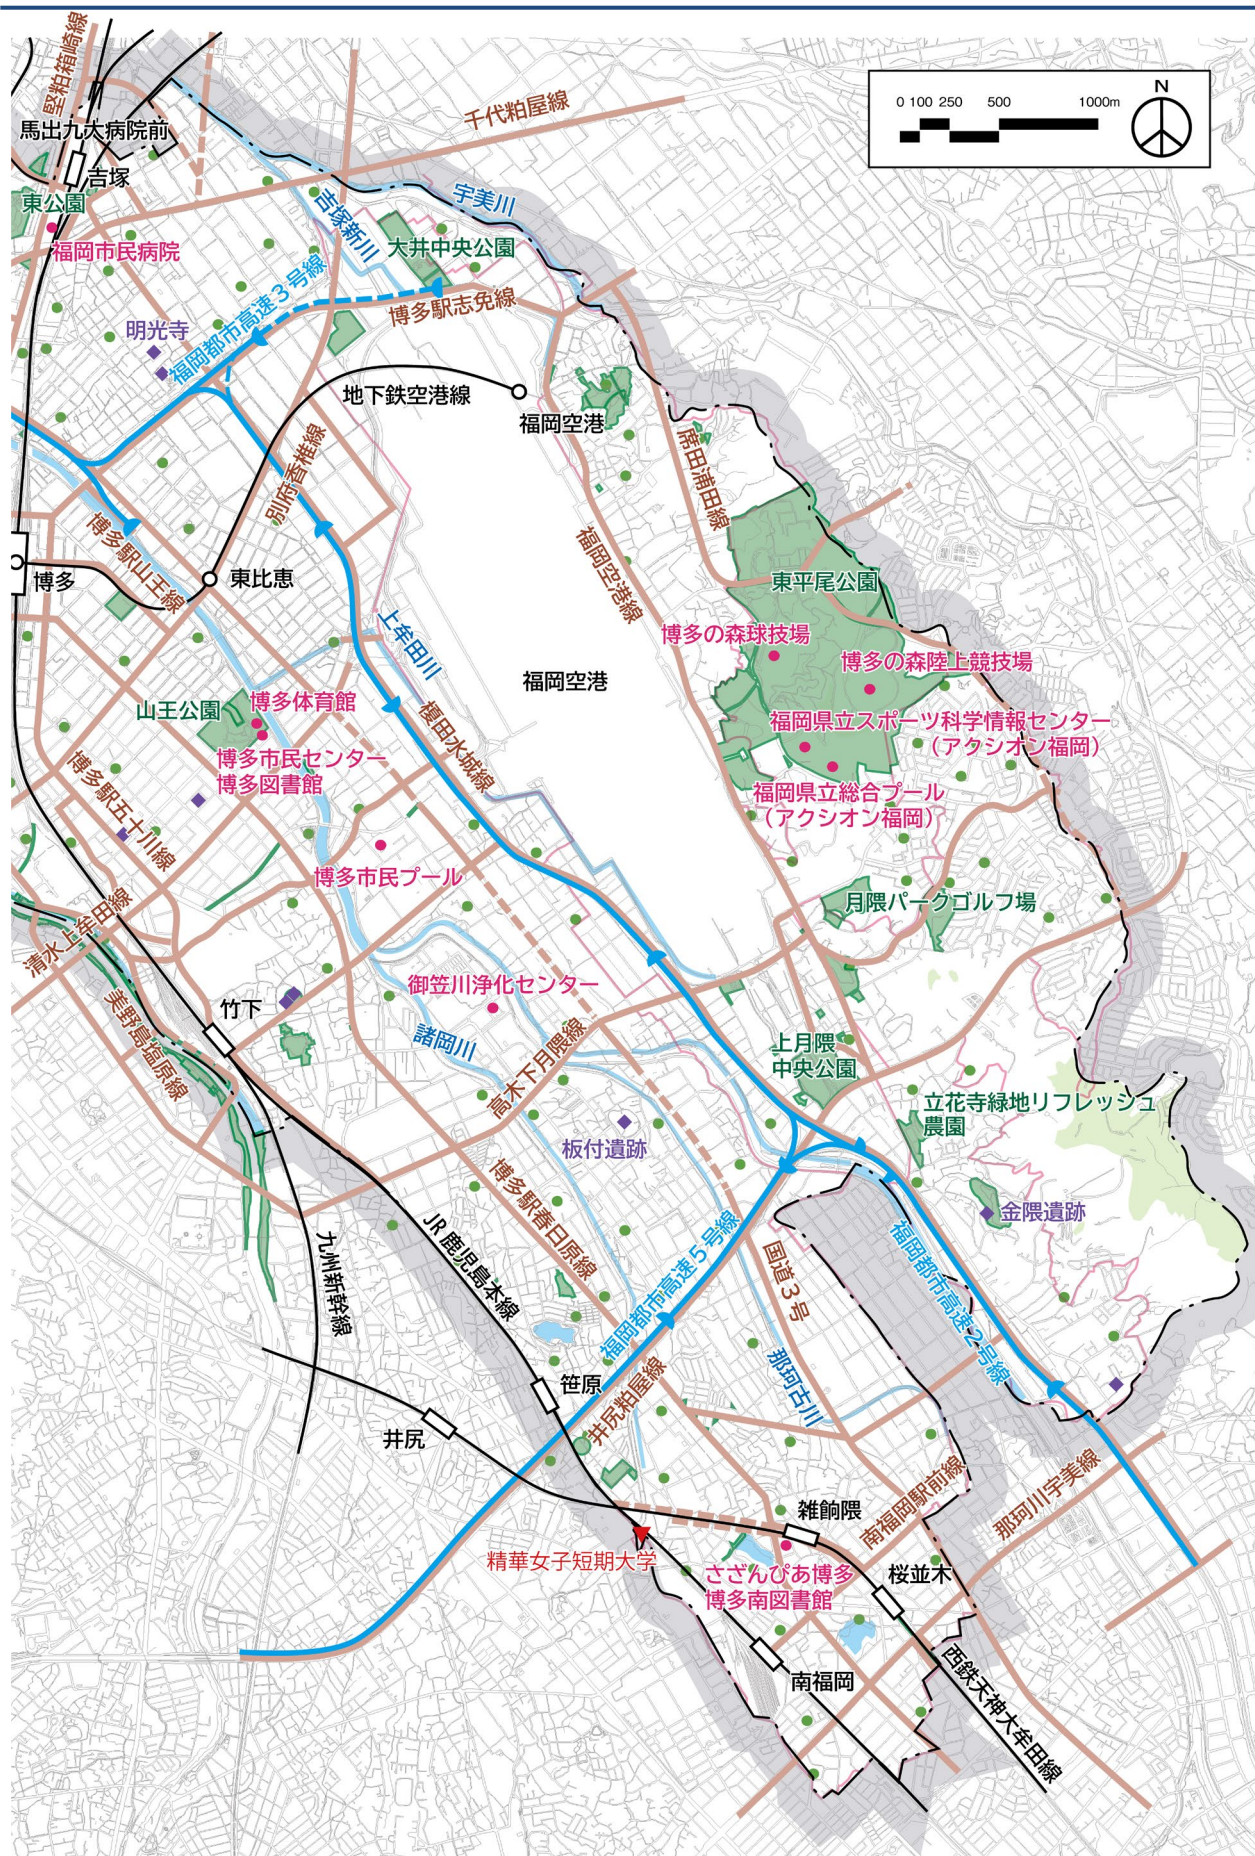 堅粕箱崎線
千代粕屋線
0 100 250 500 1000m
N
馬出九大病院前
吉塚
東公園
福岡市民病院
吉塚新川
宇美川
大井中央公園
福岡都市高速3号線
博多駅志免線
明光寺
地下鉄空港線
福岡空港
別府香椎線
席田浦田線
博多駅山王線
博多
東比恵
福岡空港線
東平尾公園
上牟田川
博多の森球技場
博多の森陸上競技場
福岡空港
山王公園
博多体育館
榎田水城線
福岡県立スポーツ科学情報センター
（アクシオン福岡）
博多市民センター
博多図書館
福岡県立総合プール
（アクシオン福岡）
博多駅五十川線
博多市民プール
月隈パークゴルフ場
清水上牟田線
御笠川浄化センター
竹下
美野島塩原線
諸岡川
高木下月隈線
上月隈
中央公園
立花寺緑地リフレッシュ
農園
板付遺跡
博多駅春日原線
金隈遺跡
JR鹿児島本線
九州新幹線
福岡都市高速5号線
国道3号
福岡都市高速2号線
那珂古川
笹原
井尻粕屋線
井尻
雑餉隈
南福岡駅前線
那珂川宇美線
精華女子短期大学
さざんぴあ博多
博多南図書館
桜並木
南福岡
西鉄天神大牟田線